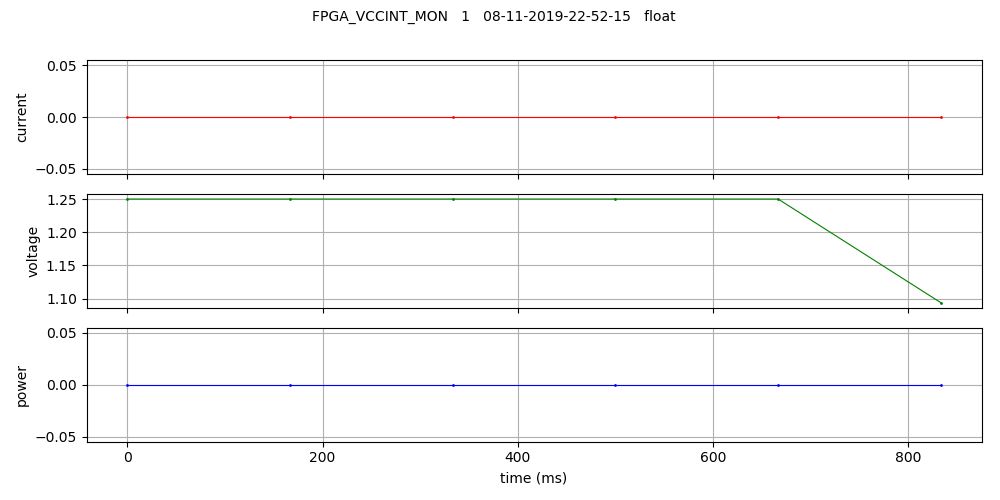 FPGA_VCCINT_MON   1   08-11-2019-22-52-15   float
0.05
0.00
−0.05
current
1.25
1.20
1.15
1.10
voltage
0.05
0.00
−0.05
power
0 200 400 600 800
time (ms)